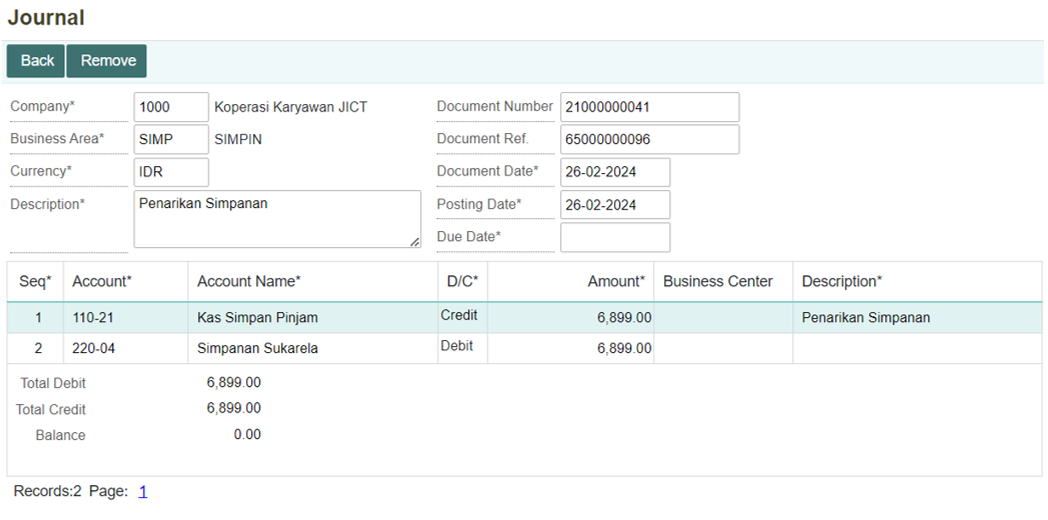 Journal
Back Remove
Company* 1000 Koperasi Karyawan JICT Document Number 21000000041
Business Area* SIMP SIMPIN Document Ref. 65000000096
Currency* IDR Document Date* 26-02-2024
Description* Penarikan Simpanan Posting Date* 26-02-2024
Due Date*
Seq* Account* Account Name* D/C* Amount* Business Center Description*
1 110-21 Kas Simpan Pinjam Credit 6,899.00 Penarikan Simpanan
2 220-04 Simpanan Sukarela Debit 6,899.00
Total Debit 6,899.00
Total Credit 6,899.00
Balance 0.00
Records:2 Page: 1